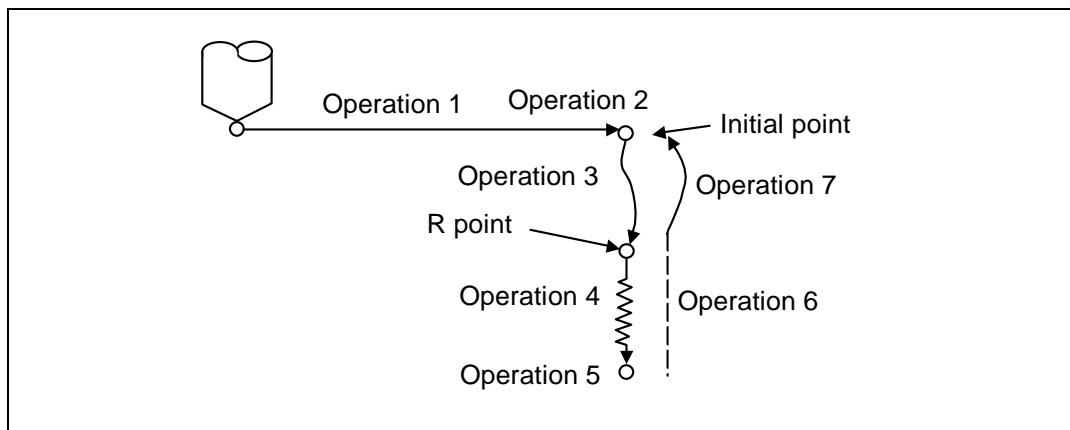 Operation 1
Operation 2
Initial point
Operation 3
Operation 7
R point
Operation 4
Operation 6
Operation 5